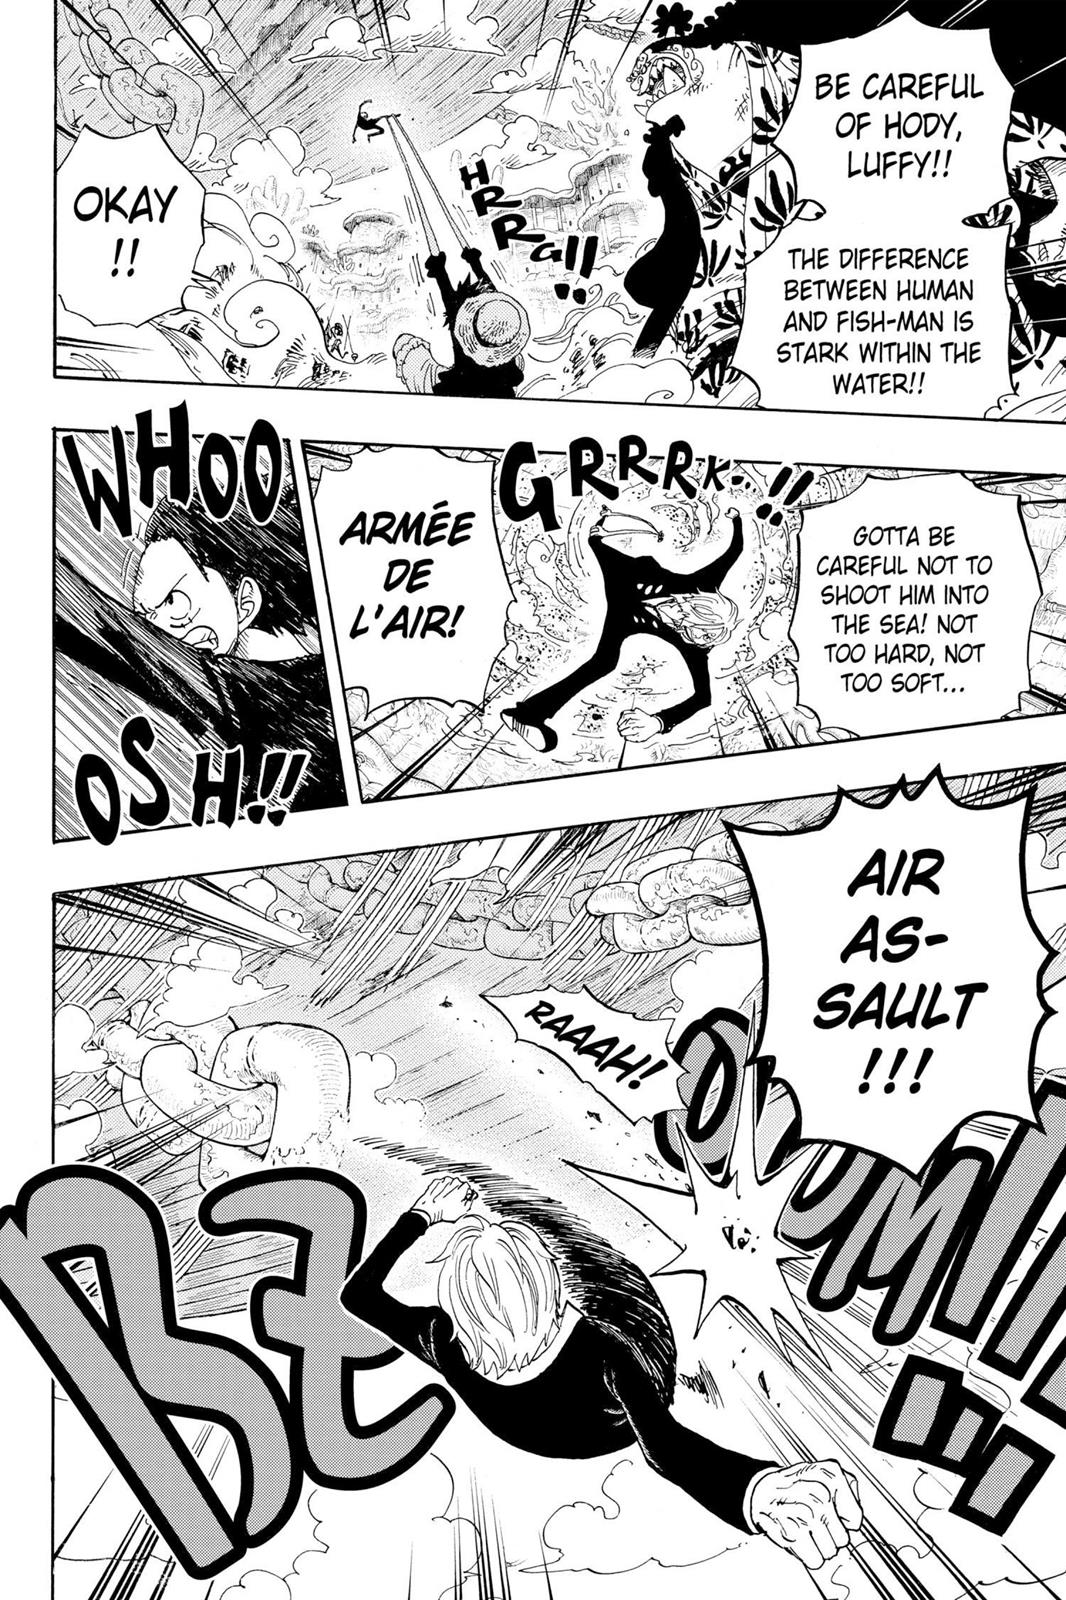 BE CAREFUL
OF HODY,
LUFFY!!
THE DIFFERENCE
BETWEEN HUMAN
AND FISH-MAN IS
STARK WITHIN THE
WATER!!
HRRRG!!
OKAY
!!
GOTTA BE
CAREFUL NOT TO
SHOOT HIM INTO
THE SEA! NOT
TOO HARD, NOT
TOO SOFT...
GRRRK..!!
ARMÉE
DE
L'AIR!
WHOO
OSH!!
AIR
AS-
SAULT
!!!
RAAAH!